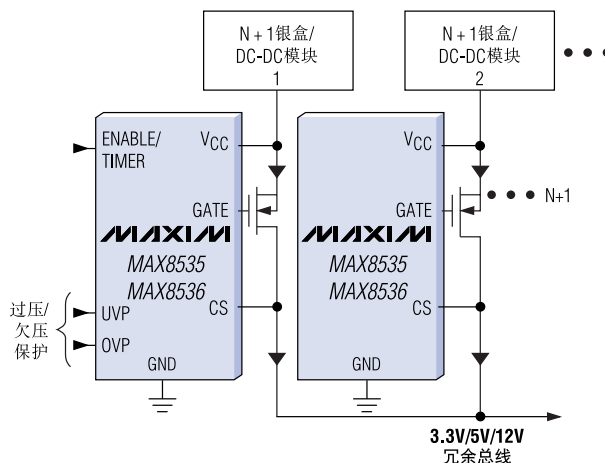 N + 1银盒/
DC-DC模块
1
N + 1银盒/
DC-DC模块
2
ENABLE/
TIMER
VCC
GATE
MAXIM
MAX8535
MAX8536
CS
UVP
OVP
GND
过压/
欠压
保护
VCC
GATE
MAXIM
MAX8535
MAX8536
CS
GND
N+1
3.3V/5V/12V
冗余总线